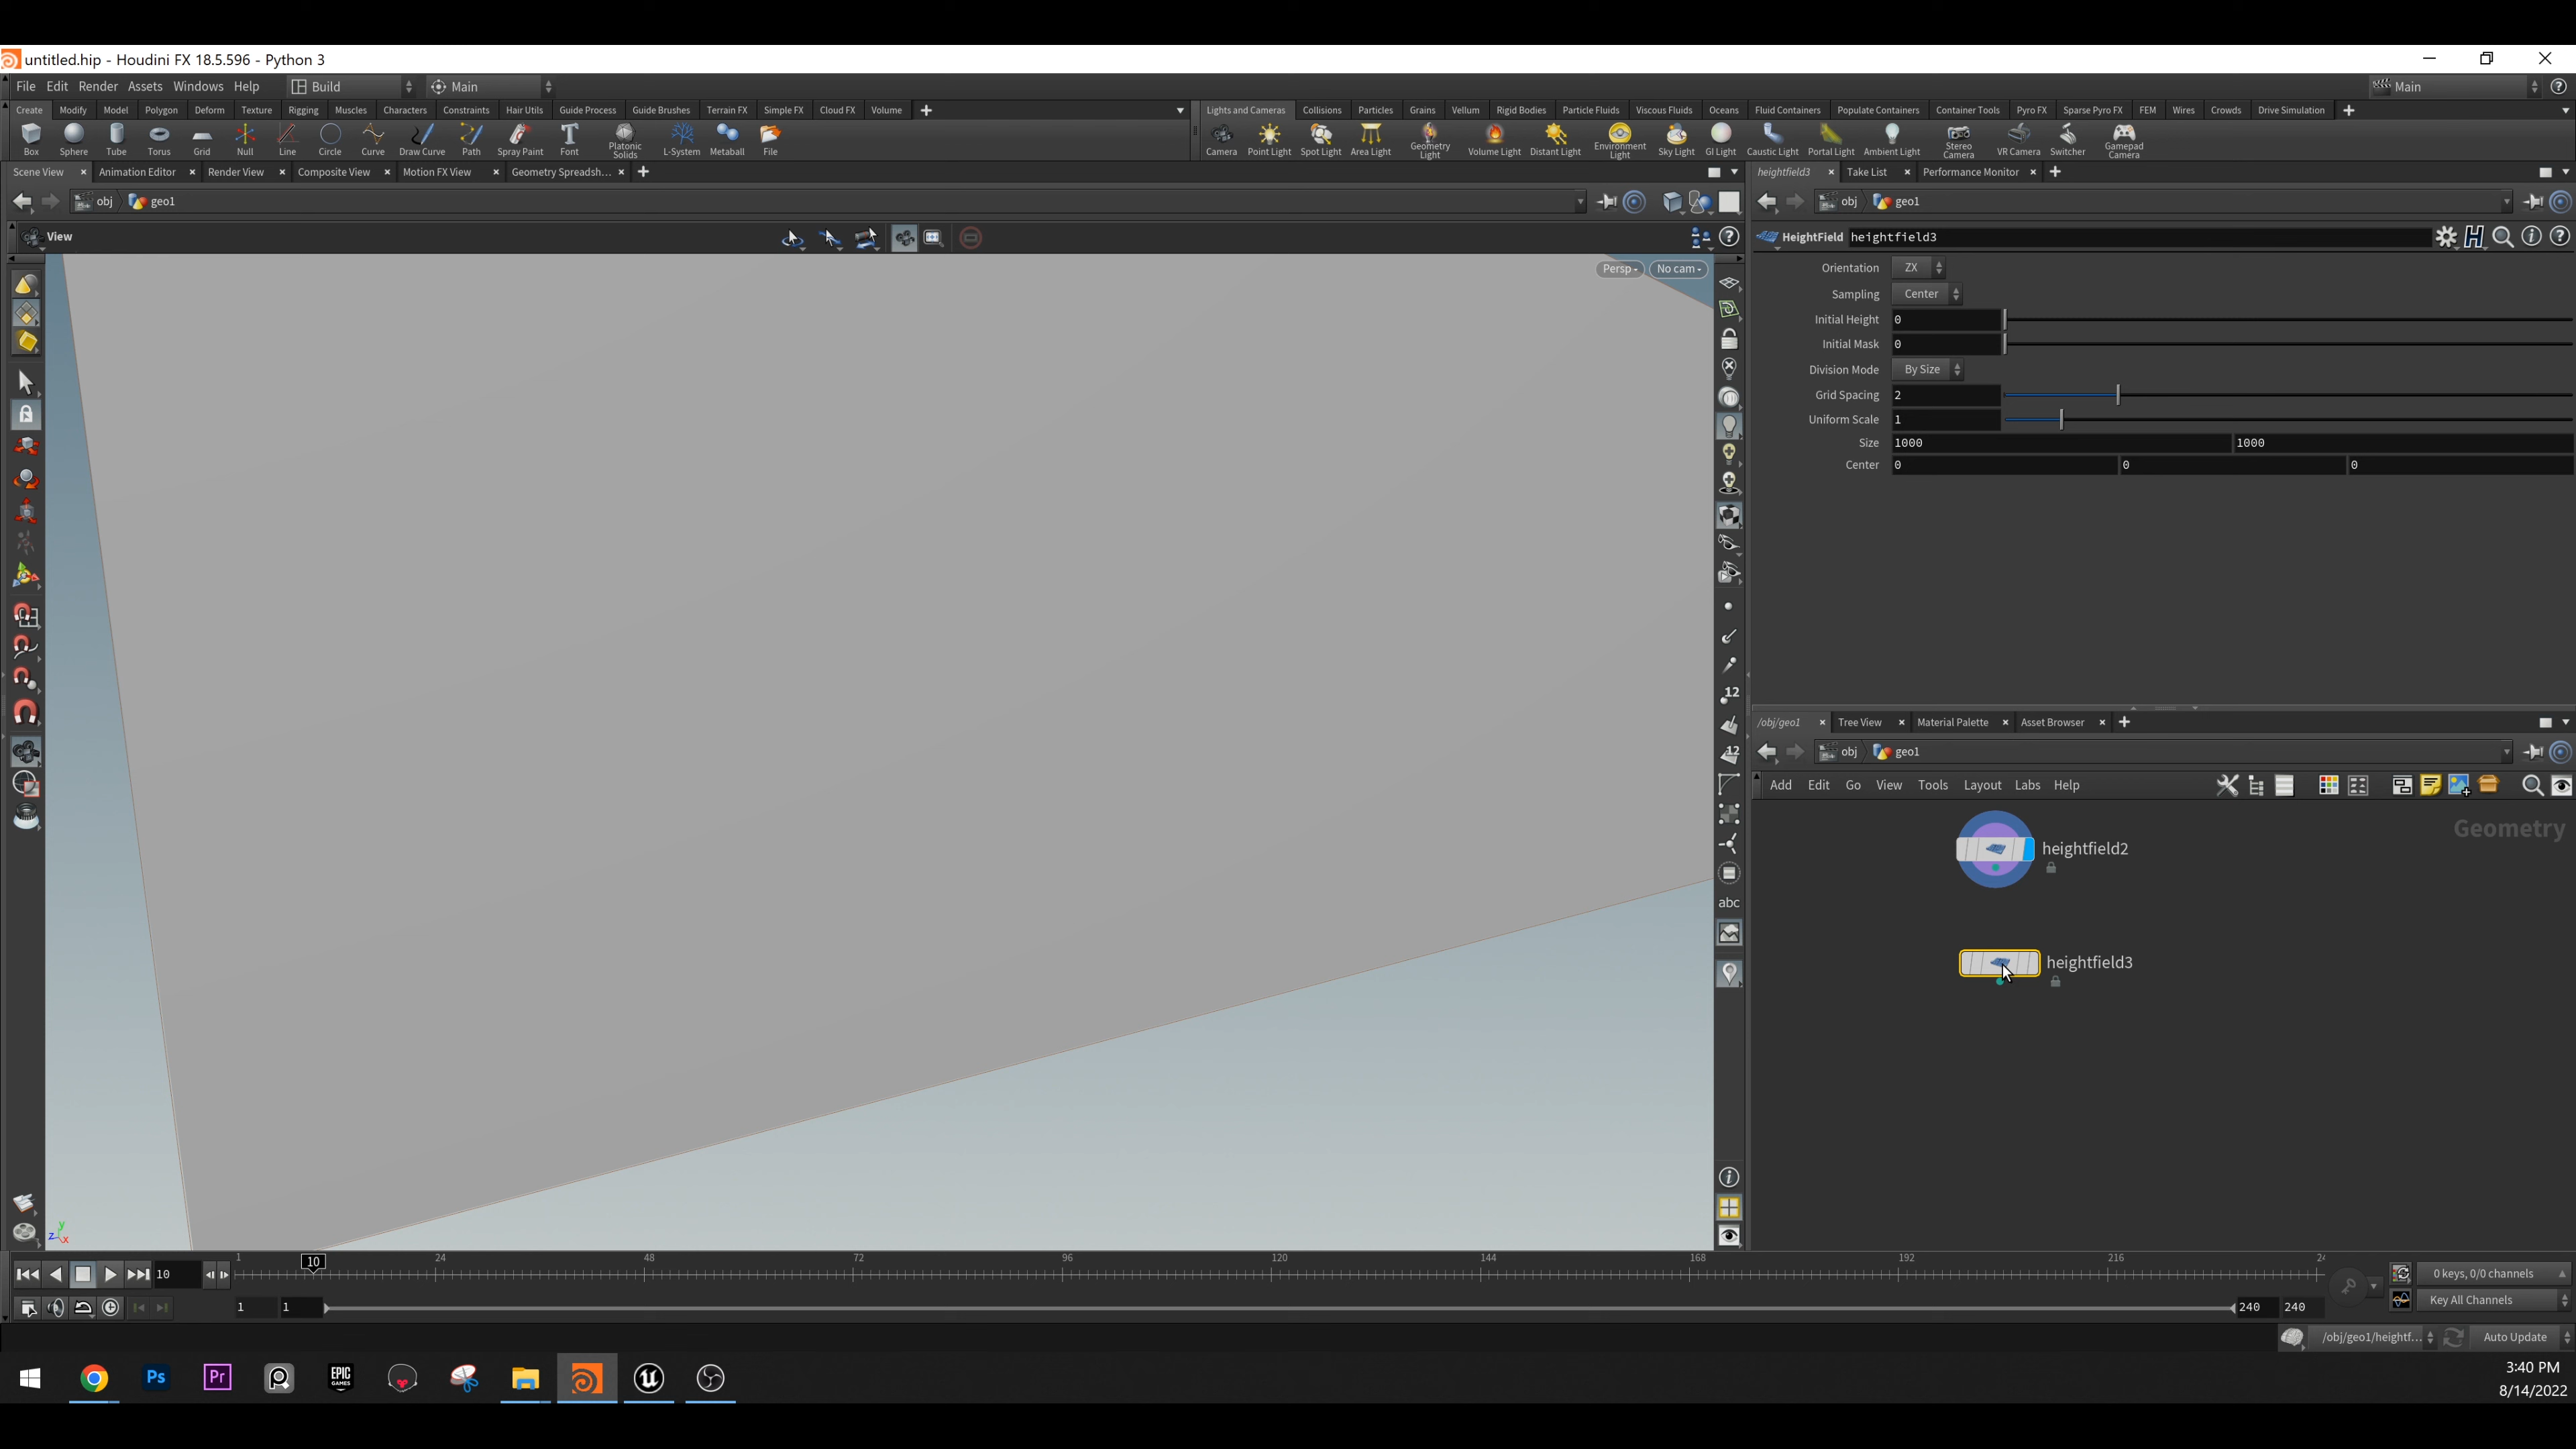 untitled.hip - Houdini FX 18.5.596 - Python 3
File Edit Render Assets Windows Help Build Main Main
Create Modify Model Polygon Deform Texture Rigging Muscles Characters Constraints Hair Utils Guide Process Guide Brushes Terrain FX Simple FX Cloud FX Volume
Lights and Cameras Collisions Particles Grains Vellum Rigid Bodies Particle Fluids Viscous Fluids Oceans Fluid Containers Populate Containers Container Tools Pyro FX Sparse Pyro FX FEM Wires Crowds Drive Simulation
Box Sphere Tube Torus Grid Null Line Circle Curve Draw Curve Path Spray Paint Font Platonic Solids L-System Metaball File
Camera Point Light Spot Light Area Light Geometry Light Volume Light Distant Light Environment Light Sky Light GI Light Caustic Light Portal Light Ambient Light Stereo Camera VR Camera Switcher Gamepad Camera
Scene View Animation Editor Render View Composite View Motion FX View Geometry Spreadsh...
heightfield3 Take List Performance Monitor
obj geo1
obj geo1
View
HeightField heightfield3
Persp No cam
Orientation ZX
Sampling Center
Initial Height 0
Initial Mask 0
Division Mode By Size
Grid Spacing 2
Uniform Scale 1
Size 1000 1000
Center 0 0 0
12
12
abc
/obj/geo1 Tree View Material Palette Asset Browser
obj geo1
Add Edit Go View Tools Layout Labs Help
Geometry
heightfield2
heightfield3
y
z x
1 24 48 72 96 120 144 168 192 216 24
10
10
0 keys, 0/0 channels
1 1 240 240
Key All Channels
/obj/geo1/heightf... Auto Update
Ps Pr EPIC GAMES
3:40 PM
8/14/2022